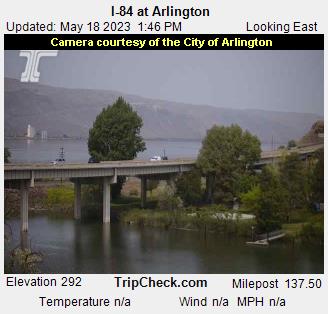 I-84 at Arlington
Updated: May 18 2023 1:46 PM Looking East
Camera courtesy of the City of Arlington
Elevation 292 TripCheck.com Milepost 137.50
Temperature n/a Wind n/a MPH n/a